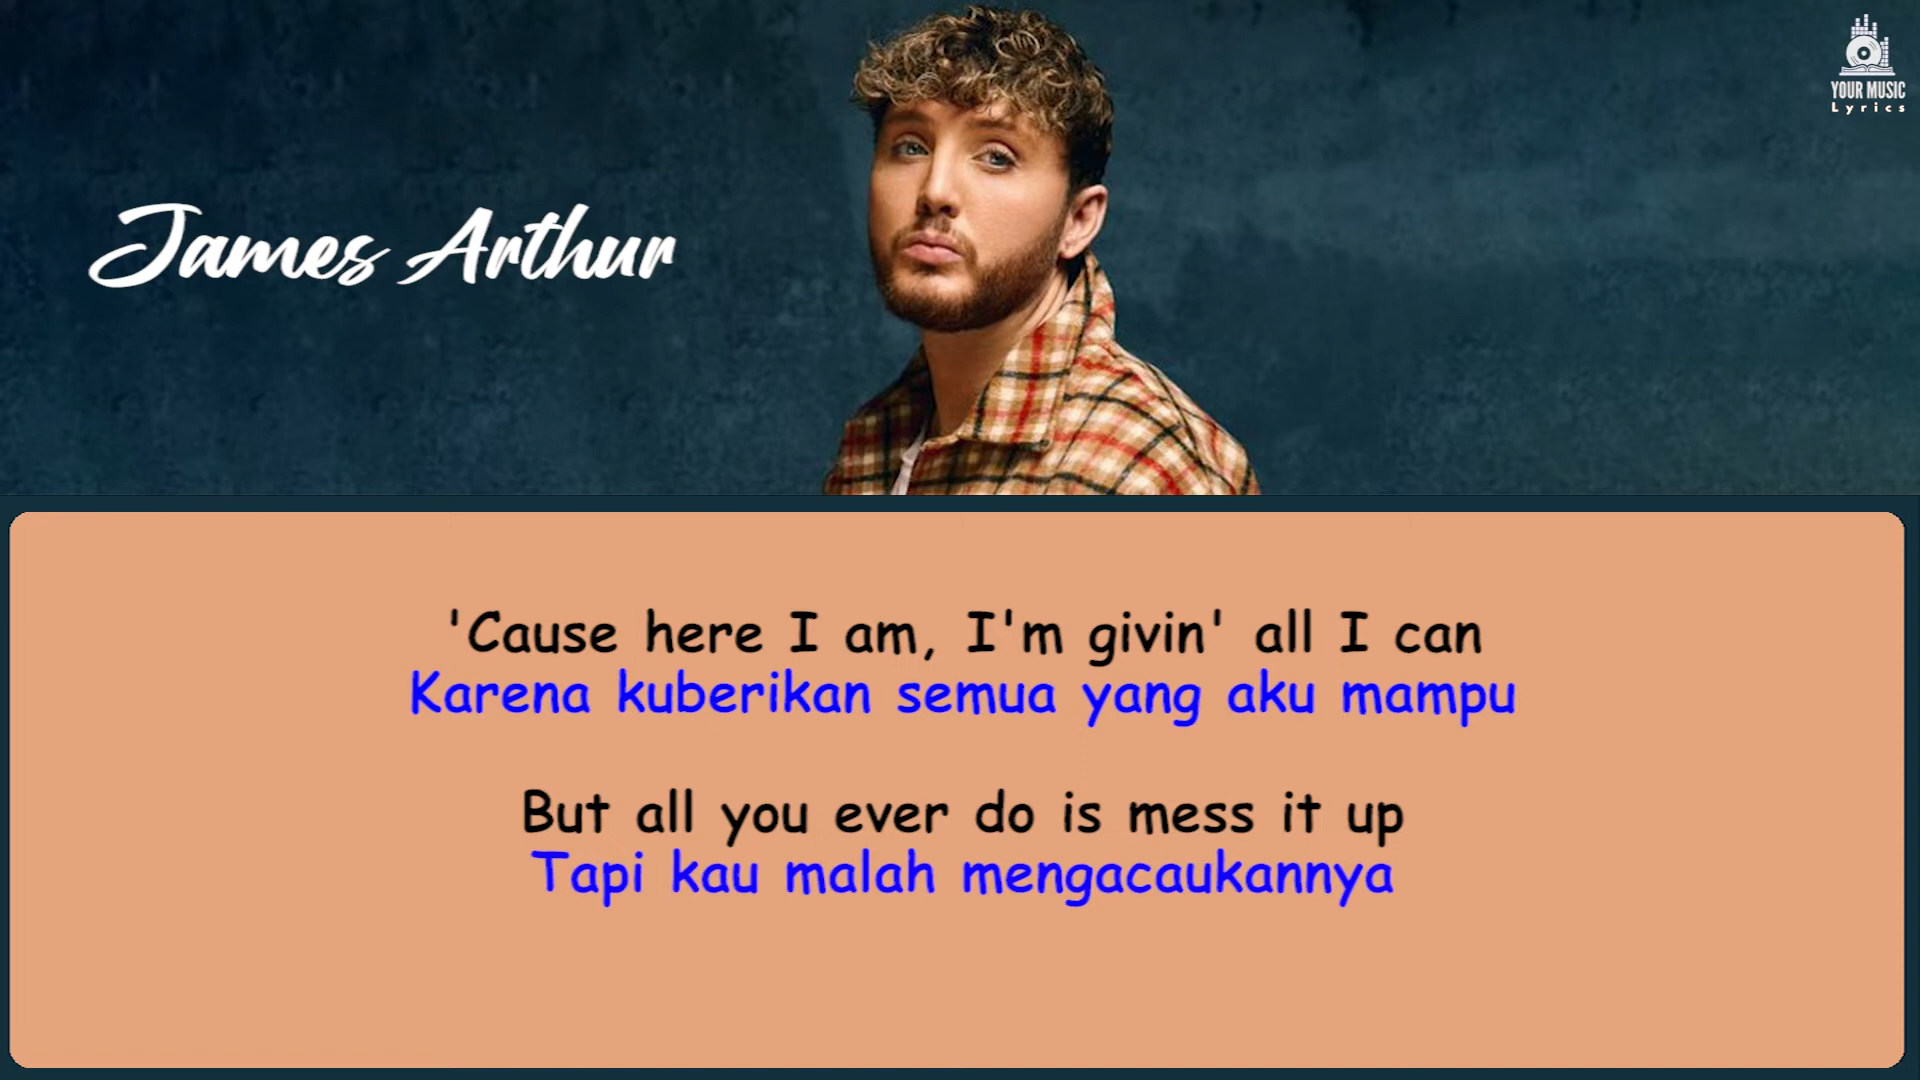 YOUR MUSIC
Lyrics
James Arthur
'Cause here I am, I'm givin' all I can
Karena kuberikan semua yang aku mampu
But all you ever do is mess it up
Tapi kau malah mengacaukannya